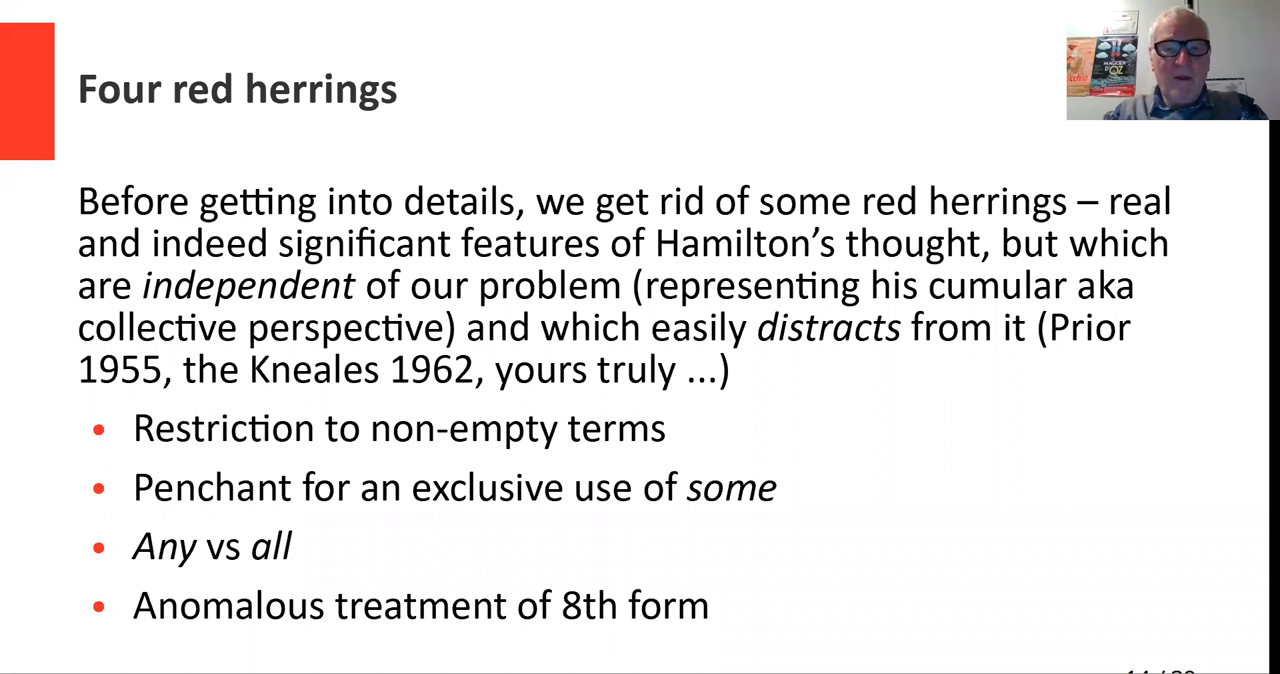 Four red herrings
MAGICIEN
D'OZ
Before getting into details, we get rid of some red herrings – real
and indeed significant features of Hamilton's thought, but which
are independent of our problem (representing his cumular aka
collective perspective) and which easily distracts from it (Prior
1955, the Kneales 1962, yours truly ...)
• Restriction to non-empty terms
• Penchant for an exclusive use of some
• Any vs all
• Anomalous treatment of 8th form